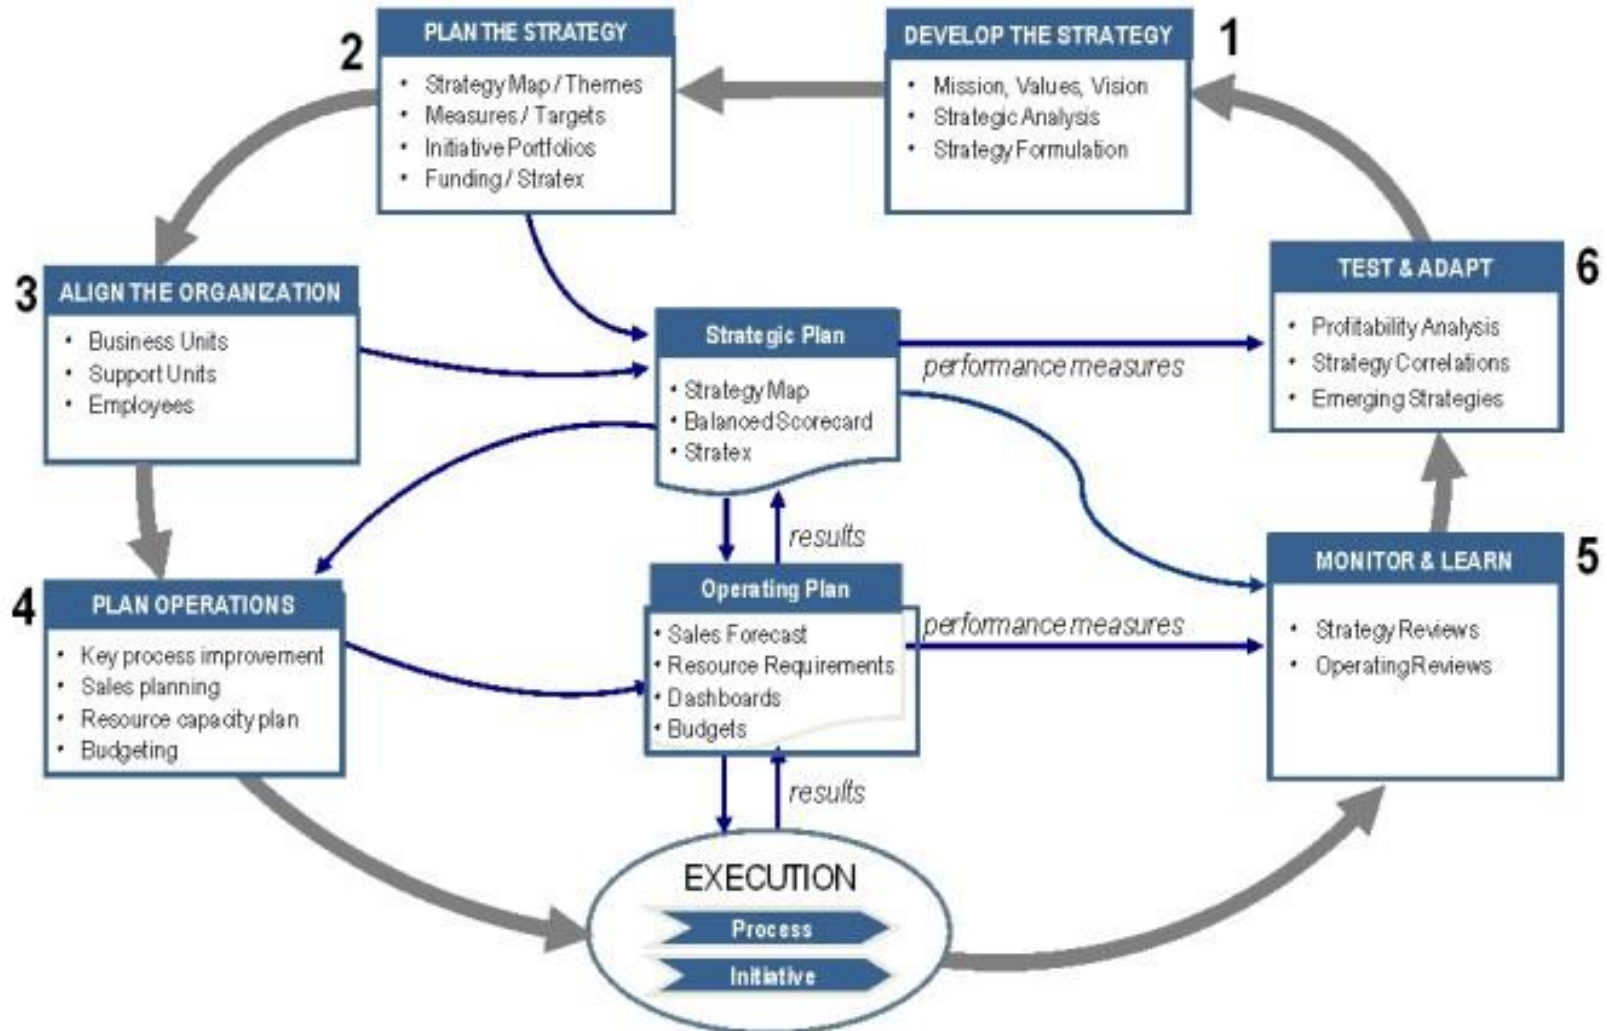 2
PLAN THE STRATEGY
• Strategy Map / Themes
• Measures / Targets
• Initiative Portfolios
• Funding / Stratex
DEVELOP THE STRATEGY
1
• Mission, Values, Vision
• Strategic Analysis
• Strategy Formulation
3
ALIGN THE ORGANIZATION
• Business Units
• Support Units
• Employees
Strategic Plan
• Strategy Map
• Balanced Scorecard
• Stratex
performance measures
TEST & ADAPT
6
• Profitability Analysis
• Strategy Correlations
• Emerging Strategies
results
4
PLAN OPERATIONS
• Key process improvement
• Sales planning
• Resource capacity plan
• Budgeting
Operating Plan
• Sales Forecast
• Resource Requirements
• Dashboards
• Budgets
performance measures
MONITOR & LEARN
5
• Strategy Reviews
• Operating Reviews
results
EXECUTION
Process
Initiative